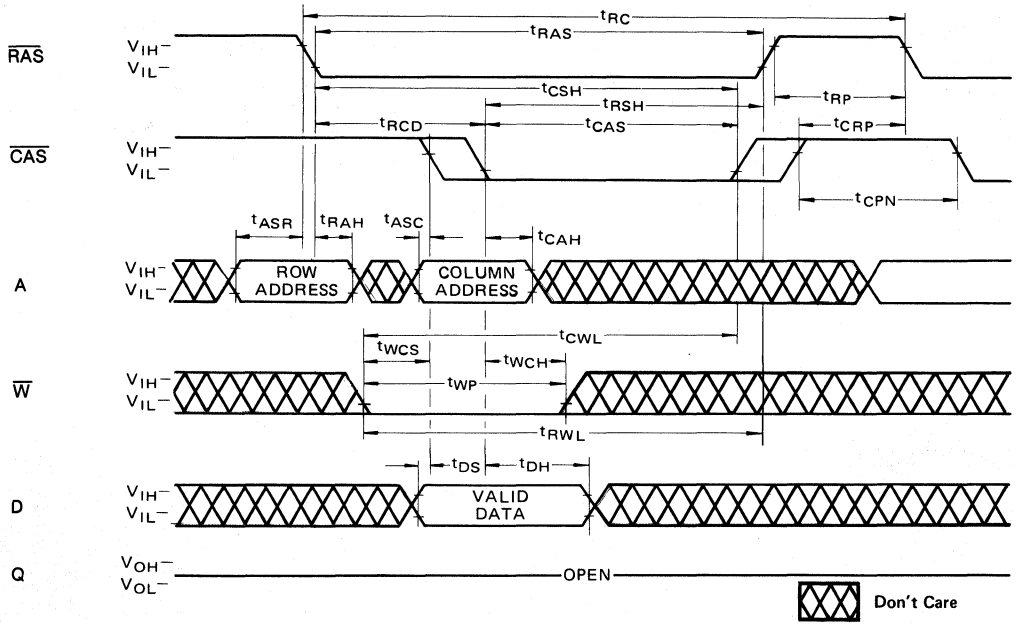 tRC
tRAS
RAS
VIH–
VIL–
tCSH
tRSH
tRP
tRCD
tCAS
tCRP
CAS
VIH–
VIL–
tCPN
tASR
tRAH
tASC
tCAH
A
VIH–
VIL–
ROW
ADDRESS
COLUMN
ADDRESS
tCWL
tWCS
tWCH
W
VIH–
VIL–
tWP
tRWL
tDS
tDH
D
VIH–
VIL–
VALID
DATA
Q
VOH–
VOL–
OPEN
Don't Care